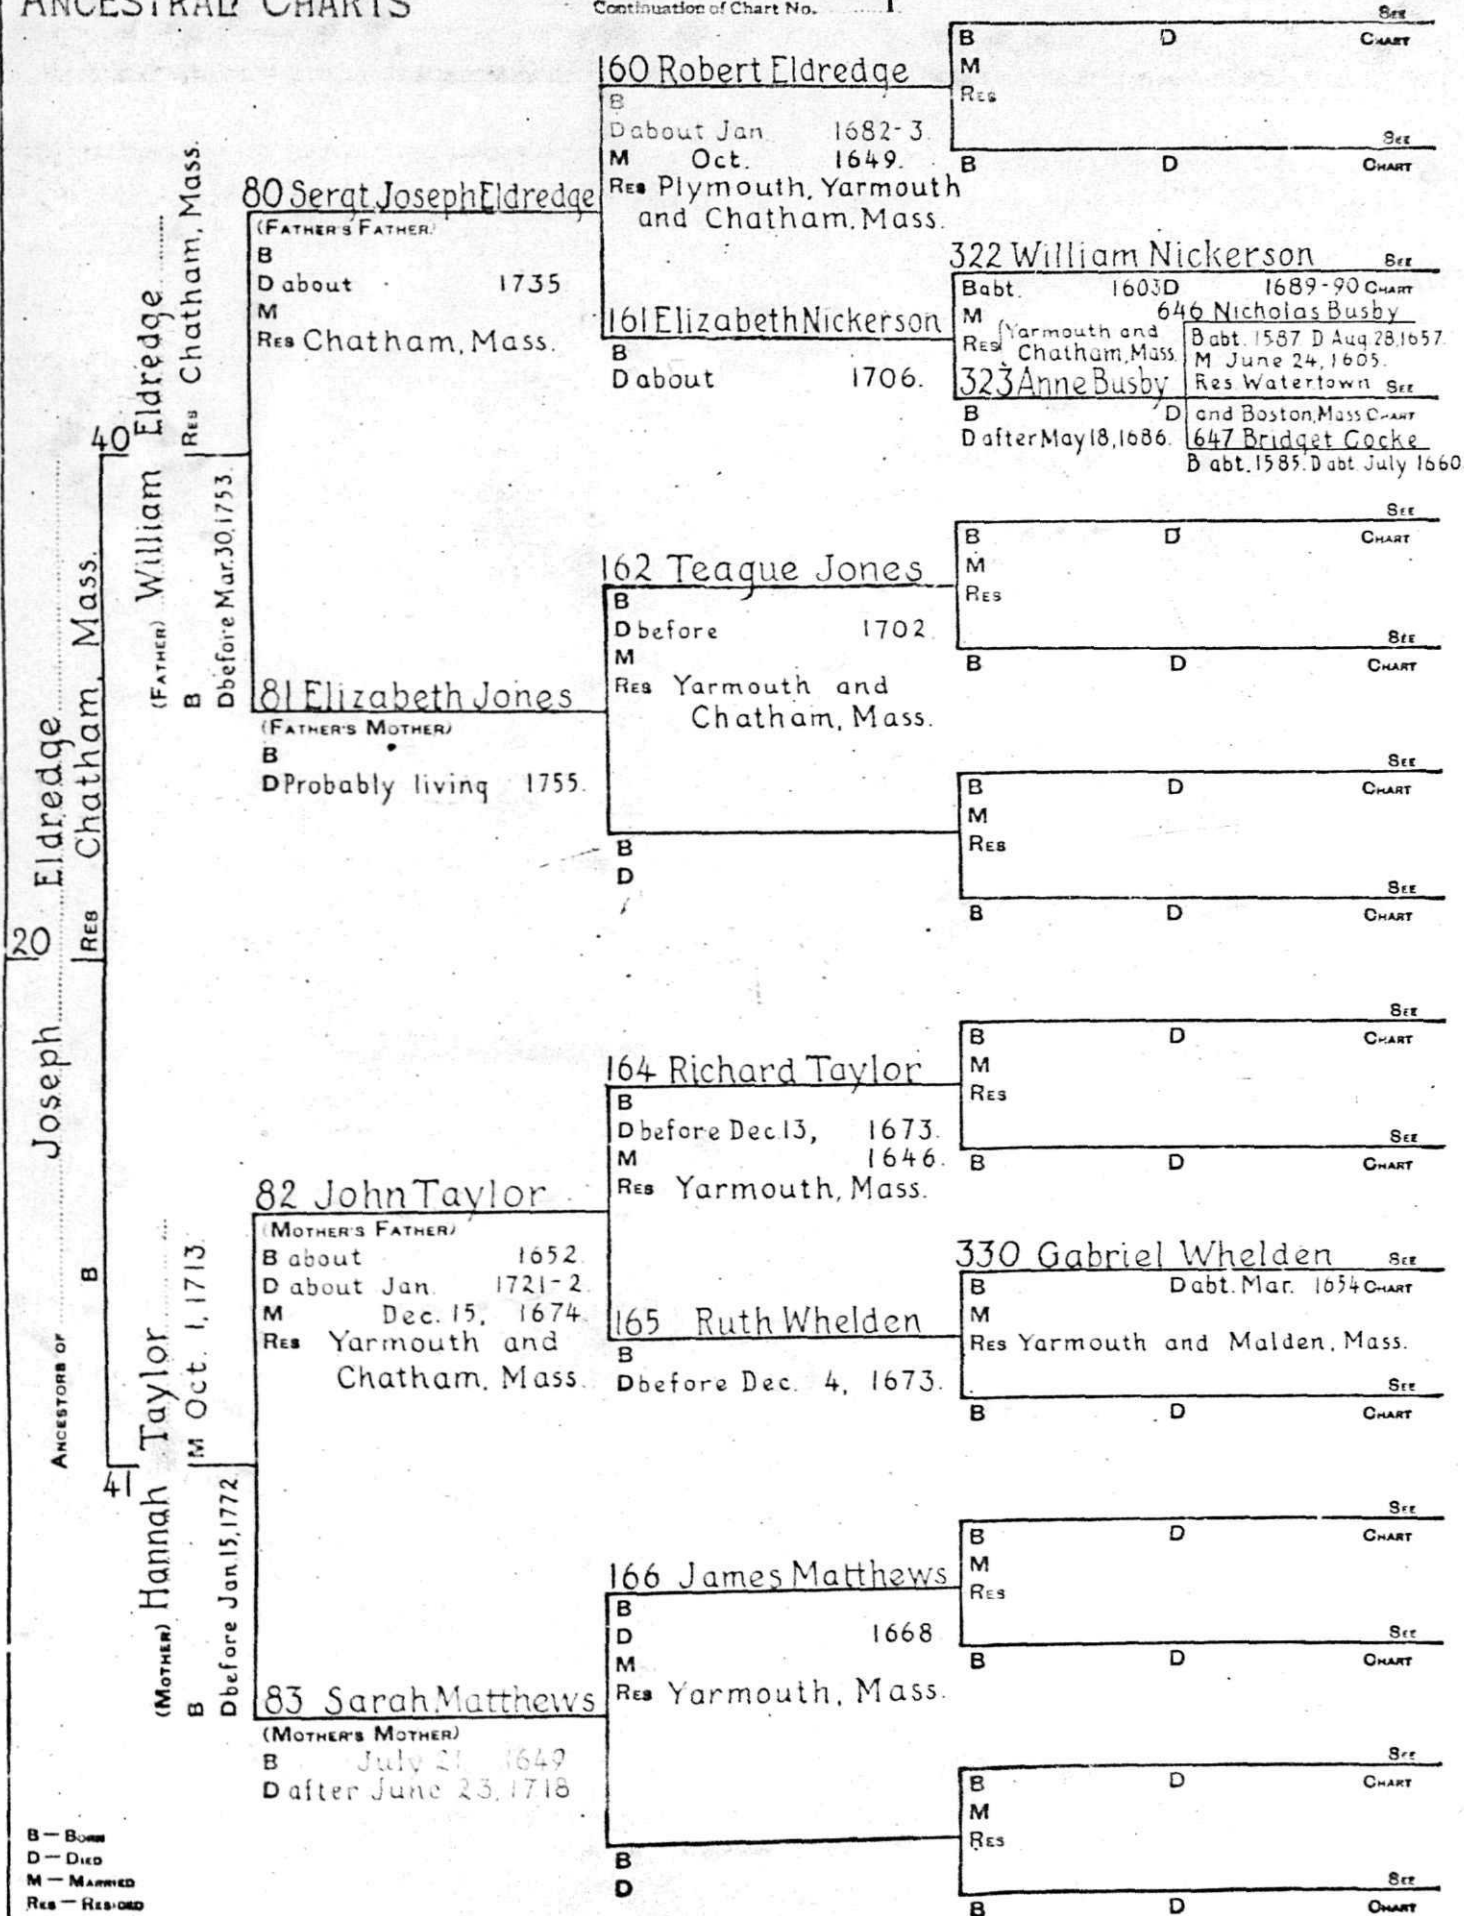 ANCESTRAL CHARTS
Continuation of Chart No. 1
20
Joseph Eldredge
ANCESTORS OF
B
RES Chatham, Mass.
40
William Eldredge
(FATHER)
B
RES Chatham, Mass.
D before Mar. 30, 1753.
41
Hannah Taylor
(MOTHER)
B
M Oct. 1, 1713.
D before Jan. 15, 1772
80 Sergt. Joseph Eldredge
(FATHER'S FATHER)
B
D about 1735
M
RES Chatham, Mass.
81 Elizabeth Jones
(FATHER'S MOTHER)
B
D Probably living 1755.
82 John Taylor
(MOTHER'S FATHER)
B about 1652.
D about Jan. 1721-2.
M Dec. 15, 1674.
RES Yarmouth and
Chatham, Mass.
83 Sarah Matthews
(MOTHER'S MOTHER)
B July 21 1649
D after June 23, 1718
160 Robert Eldredge
B
D about Jan 1682-3.
M Oct. 1649.
RES Plymouth, Yarmouth
and Chatham, Mass.
161 Elizabeth Nickerson
B
D about 1706.
162 Teague Jones
B
D before 1702.
M
RES Yarmouth and
Chatham, Mass.
B
D
164 Richard Taylor
B
D before Dec. 13, 1673.
M 1646.
RES Yarmouth, Mass.
165 Ruth Whelden
B
D before Dec. 4, 1673.
166 James Matthews
B
D 1668
M
RES Yarmouth, Mass.
B
D
SEE
B D CHART
M
RES
SEE
B D CHART
322 William Nickerson SEE
B abt. 1603 D 1689-90 CHART
M
RES Yarmouth and
Chatham, Mass.
646 Nicholas Busby
B abt. 1587. D Aug 28, 1657.
M June 24, 1605.
Res. Watertown
and Boston, Mass
323 Anne Busby SEE
B D CHART
D after May 18, 1686.
647 Bridget Cocke
B abt. 1585. D abt. July 1660
SEE
B D CHART
M
RES
SEE
B D CHART
SEE
B D CHART
M
RES
SEE
B D CHART
SEE
B D CHART
M
RES
SEE
B D CHART
330 Gabriel Whelden SEE
B D abt. Mar. 1654 CHART
M
RES Yarmouth and Malden, Mass.
SEE
B D CHART
SEE
B D CHART
M
RES
SEE
B D CHART
SEE
B D CHART
M
RES
SEE
B D CHART
B — BORN
D — DIED
M — MARRIED
RES — RESIDED